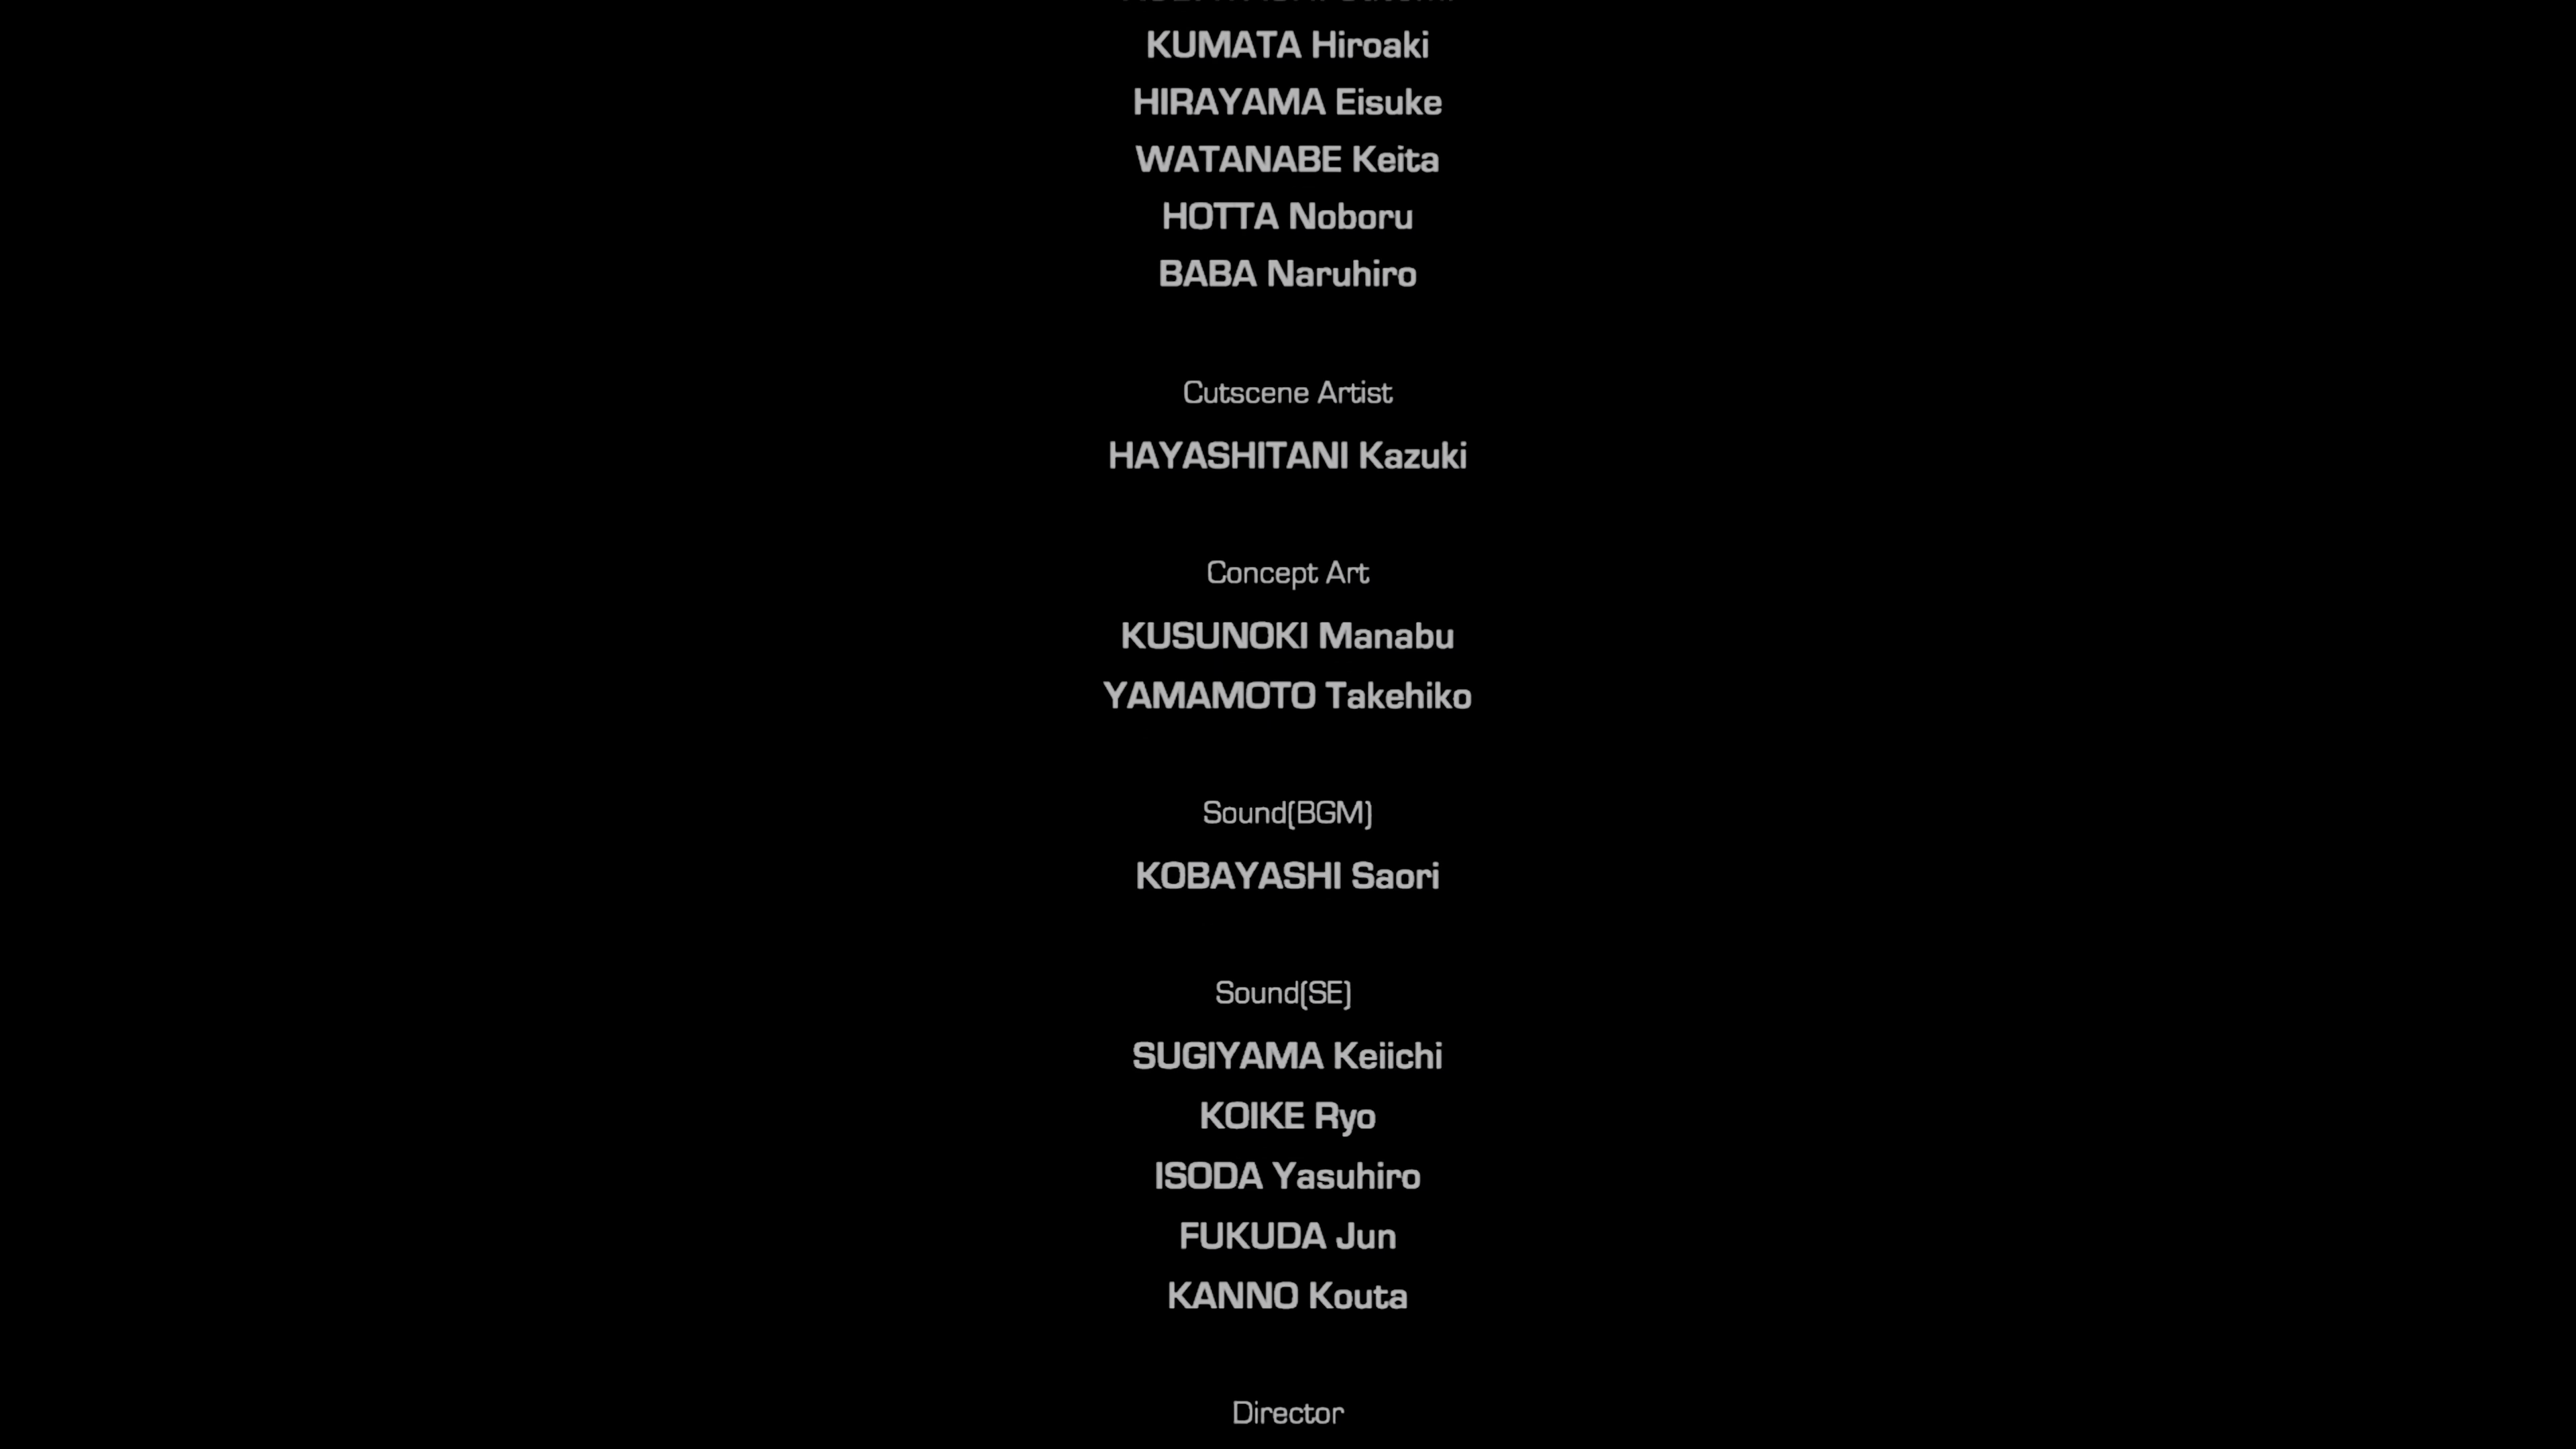 KUMATA Hiroaki
HIRAYAMA Eisuke
WATANABE Keita
HOTTA Noboru
BABA Naruhiro
Cutscene Artist
HAYASHITANI Kazuki
Concept Art
KUSUNOKI Manabu
YAMAMOTO Takehiko
Sound(BGM)
KOBAYASHI Saori
Sound(SE)
SUGIYAMA Keiichi
KOIKE Ryo
ISODA Yasuhiro
FUKUDA Jun
KANNO Kouta
Director